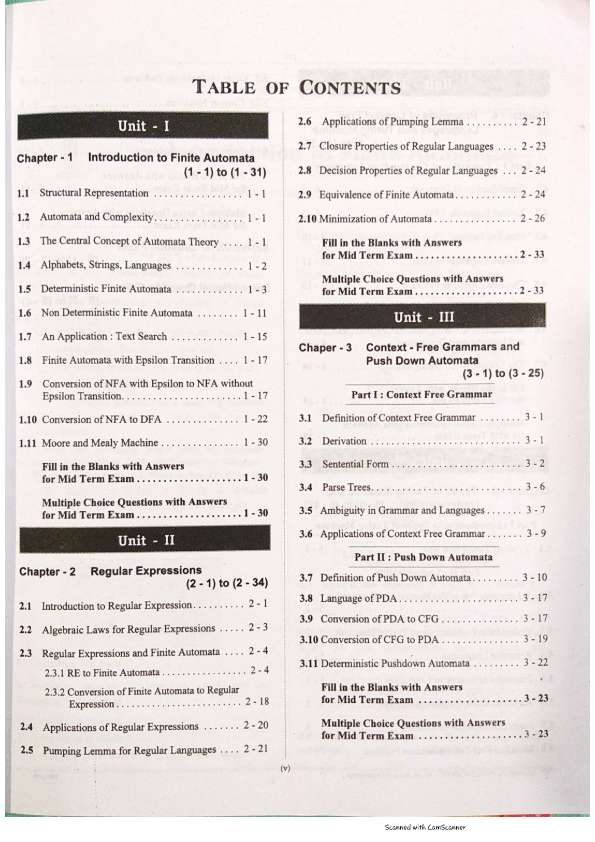 TABLE OF CONTENTS
Unit - I
Chapter - 1 Introduction to Finite Automata
(1 - 1) to (1 - 31)
1.1 Structural Representation .............. 1 - 1
1.2 Automata and Complexity.............. 1 - 1
1.3 The Central Concept of Automata Theory .... 1 - 1
1.4 Alphabets, Strings, Languages ............ 1 - 2
1.5 Deterministic Finite Automata ............ 1 - 3
1.6 Non Deterministic Finite Automata ........ 1 - 11
1.7 An Application : Text Search ............. 1 - 15
1.8 Finite Automata with Epsilon Transition .... 1 - 17
1.9 Conversion of NFA with Epsilon to NFA without
Epsilon Transition...................... 1 - 17
1.10 Conversion of NFA to DFA .............. 1 - 22
1.11 Moore and Mealy Machine ............... 1 - 30
Fill in the Blanks with Answers
for Mid Term Exam .................... 1 - 30
Multiple Choice Questions with Answers
for Mid Term Exam .................... 1 - 30
Unit - II
Chapter - 2 Regular Expressions
(2 - 1) to (2 - 34)
2.1 Introduction to Regular Expression.......... 2 - 1
2.2 Algebraic Laws for Regular Expressions ..... 2 - 3
2.3 Regular Expressions and Finite Automata .... 2 - 4
2.3.1 RE to Finite Automata ................. 2 - 4
2.3.2 Conversion of Finite Automata to Regular
Expression ........................ 2 - 18
2.4 Applications of Regular Expressions ....... 2 - 20
2.5 Pumping Lemma for Regular Languages .... 2 - 21
2.6 Applications of Pumping Lemma .......... 2 - 21
2.7 Closure Properties of Regular Languages .... 2 - 23
2.8 Decision Properties of Regular Languages ... 2 - 24
2.9 Equivalence of Finite Automata............ 2 - 24
2.10 Minimization of Automata ................ 2 - 26
Fill in the Blanks with Answers
for Mid Term Exam .................... 2 - 33
Multiple Choice Questions with Answers
for Mid Term Exam .................... 2 - 33
Unit - III
Chaper - 3 Context - Free Grammars and
Push Down Automata
(3 - 1) to (3 - 25)
Part I : Context Free Grammar
3.1 Definition of Context Free Grammar ........ 3 - 1
3.2 Derivation ............................ 3 - 1
3.3 Sentential Form ........................ 3 - 2
3.4 Parse Trees............................ 3 - 6
3.5 Ambiguity in Grammar and Languages ....... 3 - 7
3.6 Applications of Context Free Grammar ....... 3 - 9
Part II : Push Down Automata
3.7 Definition of Push Down Automata......... 3 - 10
3.8 Language of PDA ....................... 3 - 17
3.9 Conversion of PDA to CFG ............... 3 - 17
3.10 Conversion of CFG to PDA ............... 3 - 19
3.11 Deterministic Pushdown Automata ......... 3 - 22
Fill in the Blanks with Answers
for Mid Term Exam .................... 3 - 23
Multiple Choice Questions with Answers
for Mid Term Exam .................... 3 - 23
(v)
Scanned with CamScanner